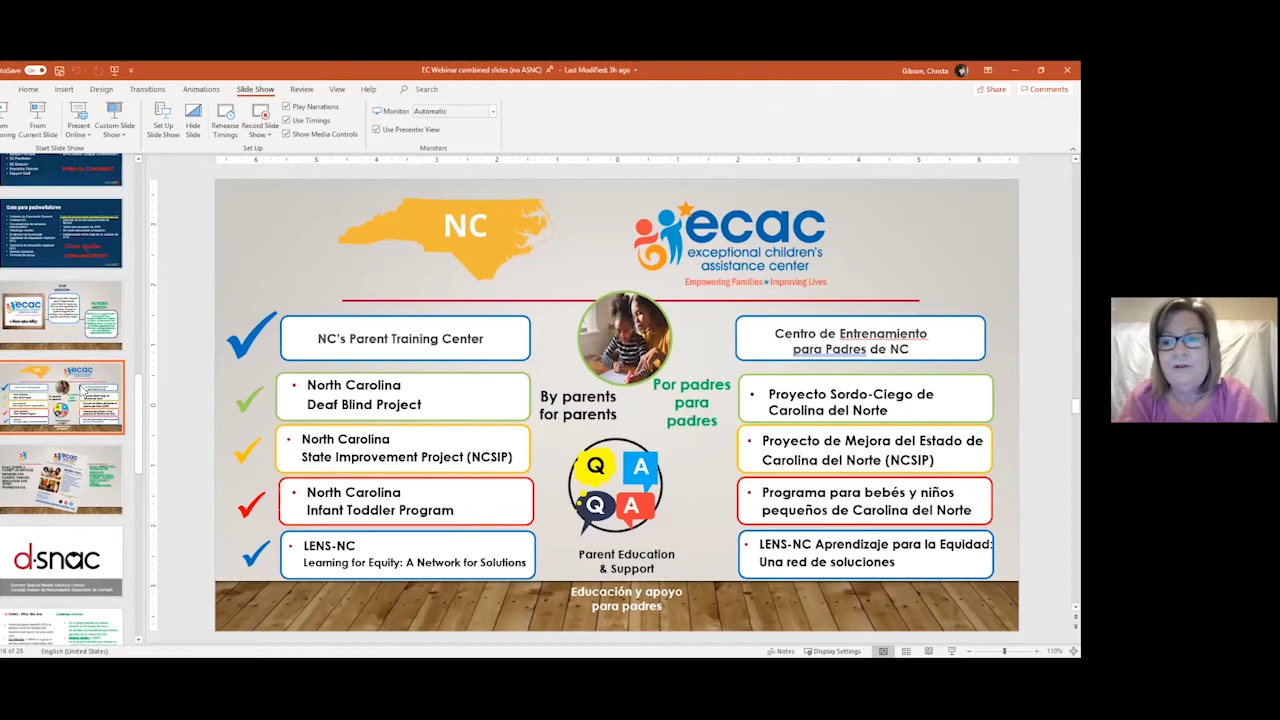 AutoSave On
EC Webinar combined slides (no ASNC)
- Last Modified: 3h ago
Gibson, Christa
Home Insert Design Transitions Animations Slide Show Review View Help Search
Share Comments
From
Current Slide
Present
Online
Custom Slide
Show
Set Up
Slide Show
Hide
Slide
Rehearse
Timings
Record Slide
Show
Play Narrations
Use Timings
Show Media Controls
Monitor: Automatic
Use Presenter View
Start Slide Show
Set Up
Monitors
NC
ecac
exceptional children's
assistance center
Empowering Families★Improving Lives
NC's Parent Training Center
Centro de Entrenamiento
para Padres de NC
• North Carolina
Deaf Blind Project
By parents
for parents
Por padres
para
padres
• Proyecto Sordo-Ciego de
Carolina del Norte
• North Carolina
State Improvement Project (NCSIP)
• Proyecto de Mejora del Estado de
Carolina del Norte (NCSIP)
Q A
Q A
• North Carolina
Infant Toddler Program
• Programa para bebés y niños
pequeños de Carolina del Norte
• LENS-NC
Learning for Equity: A Network for Solutions
Parent Education
& Support
• LENS-NC Aprendizaje para la Equidad:
Una red de soluciones
Educación y apoyo
para padres
d•snac
16 of 28
English (United States)
Notes
Display Settings
110%